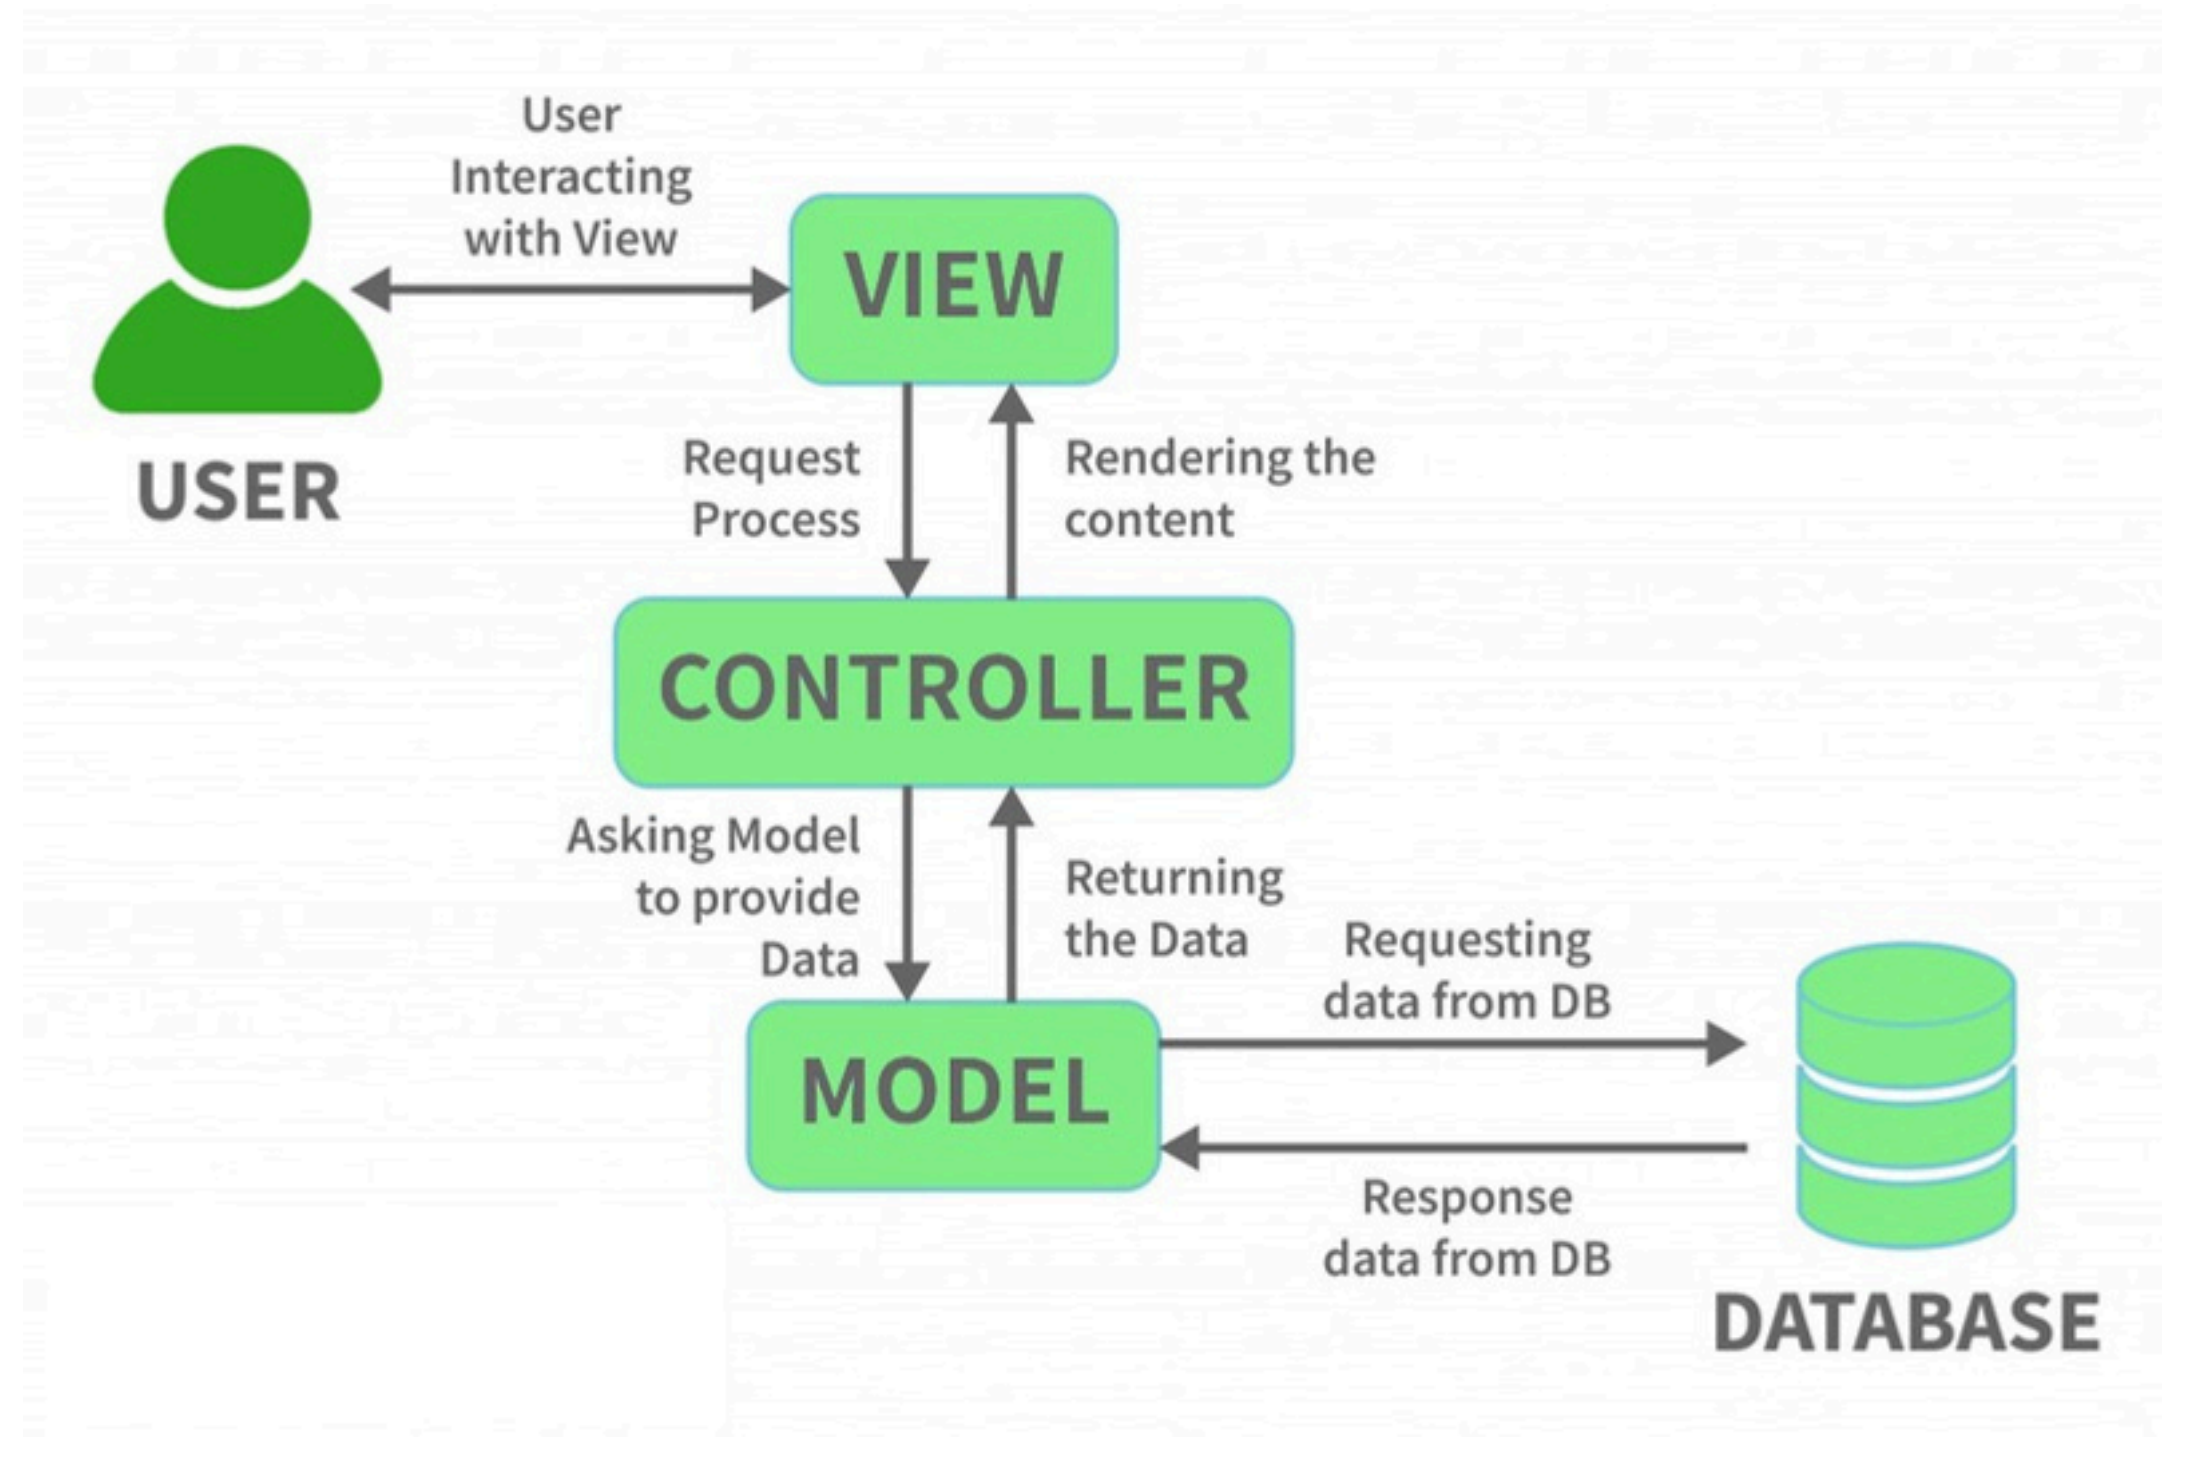 User
Interacting
with View
VIEW
USER
Request
Process
Rendering the
content
CONTROLLER
Asking Model
to provide
Data
Returning
the Data
Requesting
data from DB
MODEL
Response
data from DB
DATABASE